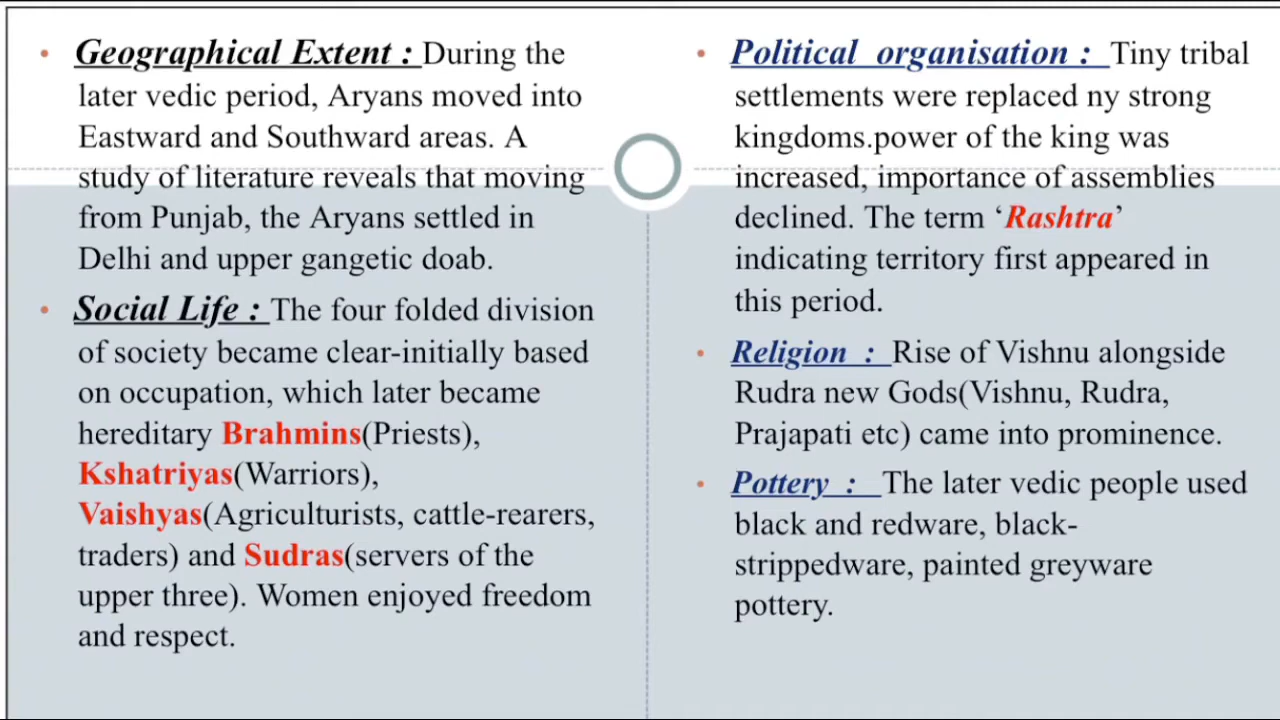 • Geographical Extent : During the
later vedic period, Aryans moved into
Eastward and Southward areas. A
study of literature reveals that moving
from Punjab, the Aryans settled in
Delhi and upper gangetic doab.
• Social Life : The four folded division
of society became clear-initially based
on occupation, which later became
hereditary Brahmins(Priests),
Kshatriyas(Warriors),
Vaishyas(Agriculturists, cattle-rearers,
traders) and Sudras(servers of the
upper three). Women enjoyed freedom
and respect.
• Political organisation : Tiny tribal
settlements were replaced ny strong
kingdoms.power of the king was
increased, importance of assemblies
declined. The term ‘Rashtra’
indicating territory first appeared in
this period.
• Religion : Rise of Vishnu alongside
Rudra new Gods(Vishnu, Rudra,
Prajapati etc) came into prominence.
• Pottery : The later vedic people used
black and redware, black-
strippedware, painted greyware
pottery.